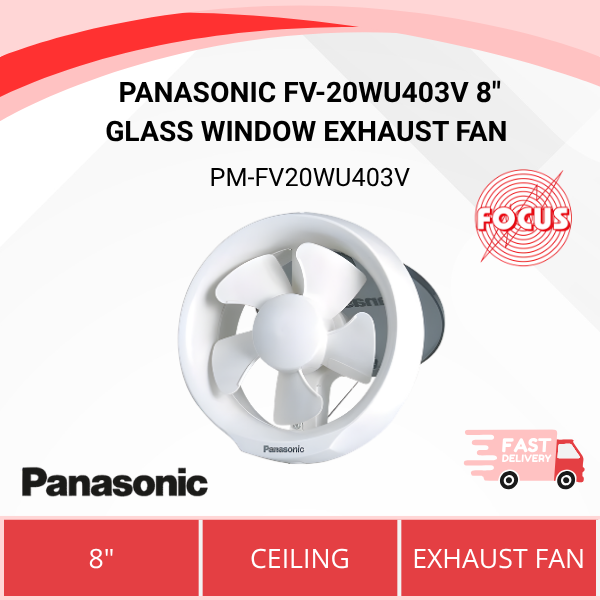 PANASONIC FV-20WU403V 8"
GLASS WINDOW EXHAUST FAN
PM-FV20WU403V
FOCUS
Panasonic
Panasonic
FAST
DELIVERY
Panasonic
8"
CEILING
EXHAUST FAN